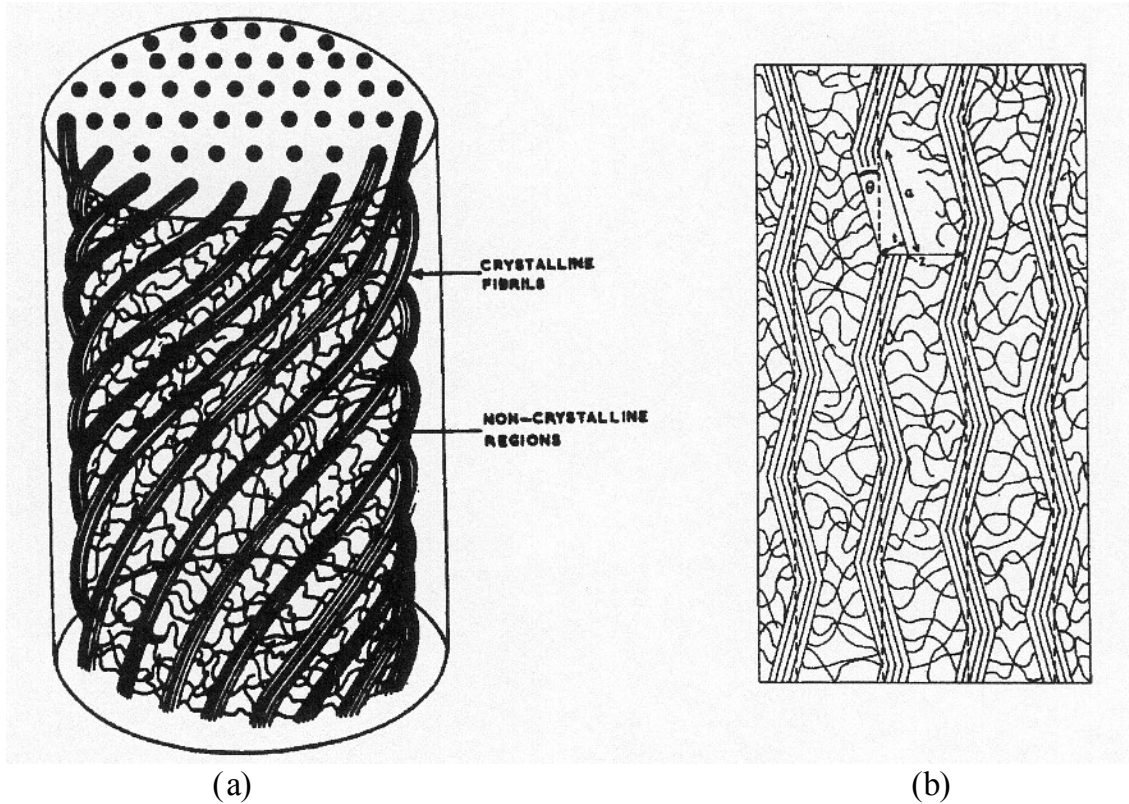 CRYSTALLINE
FIBRILS
NON-CRYSTALLINE
REGIONS
θ
a
t
z
(a)
(b)